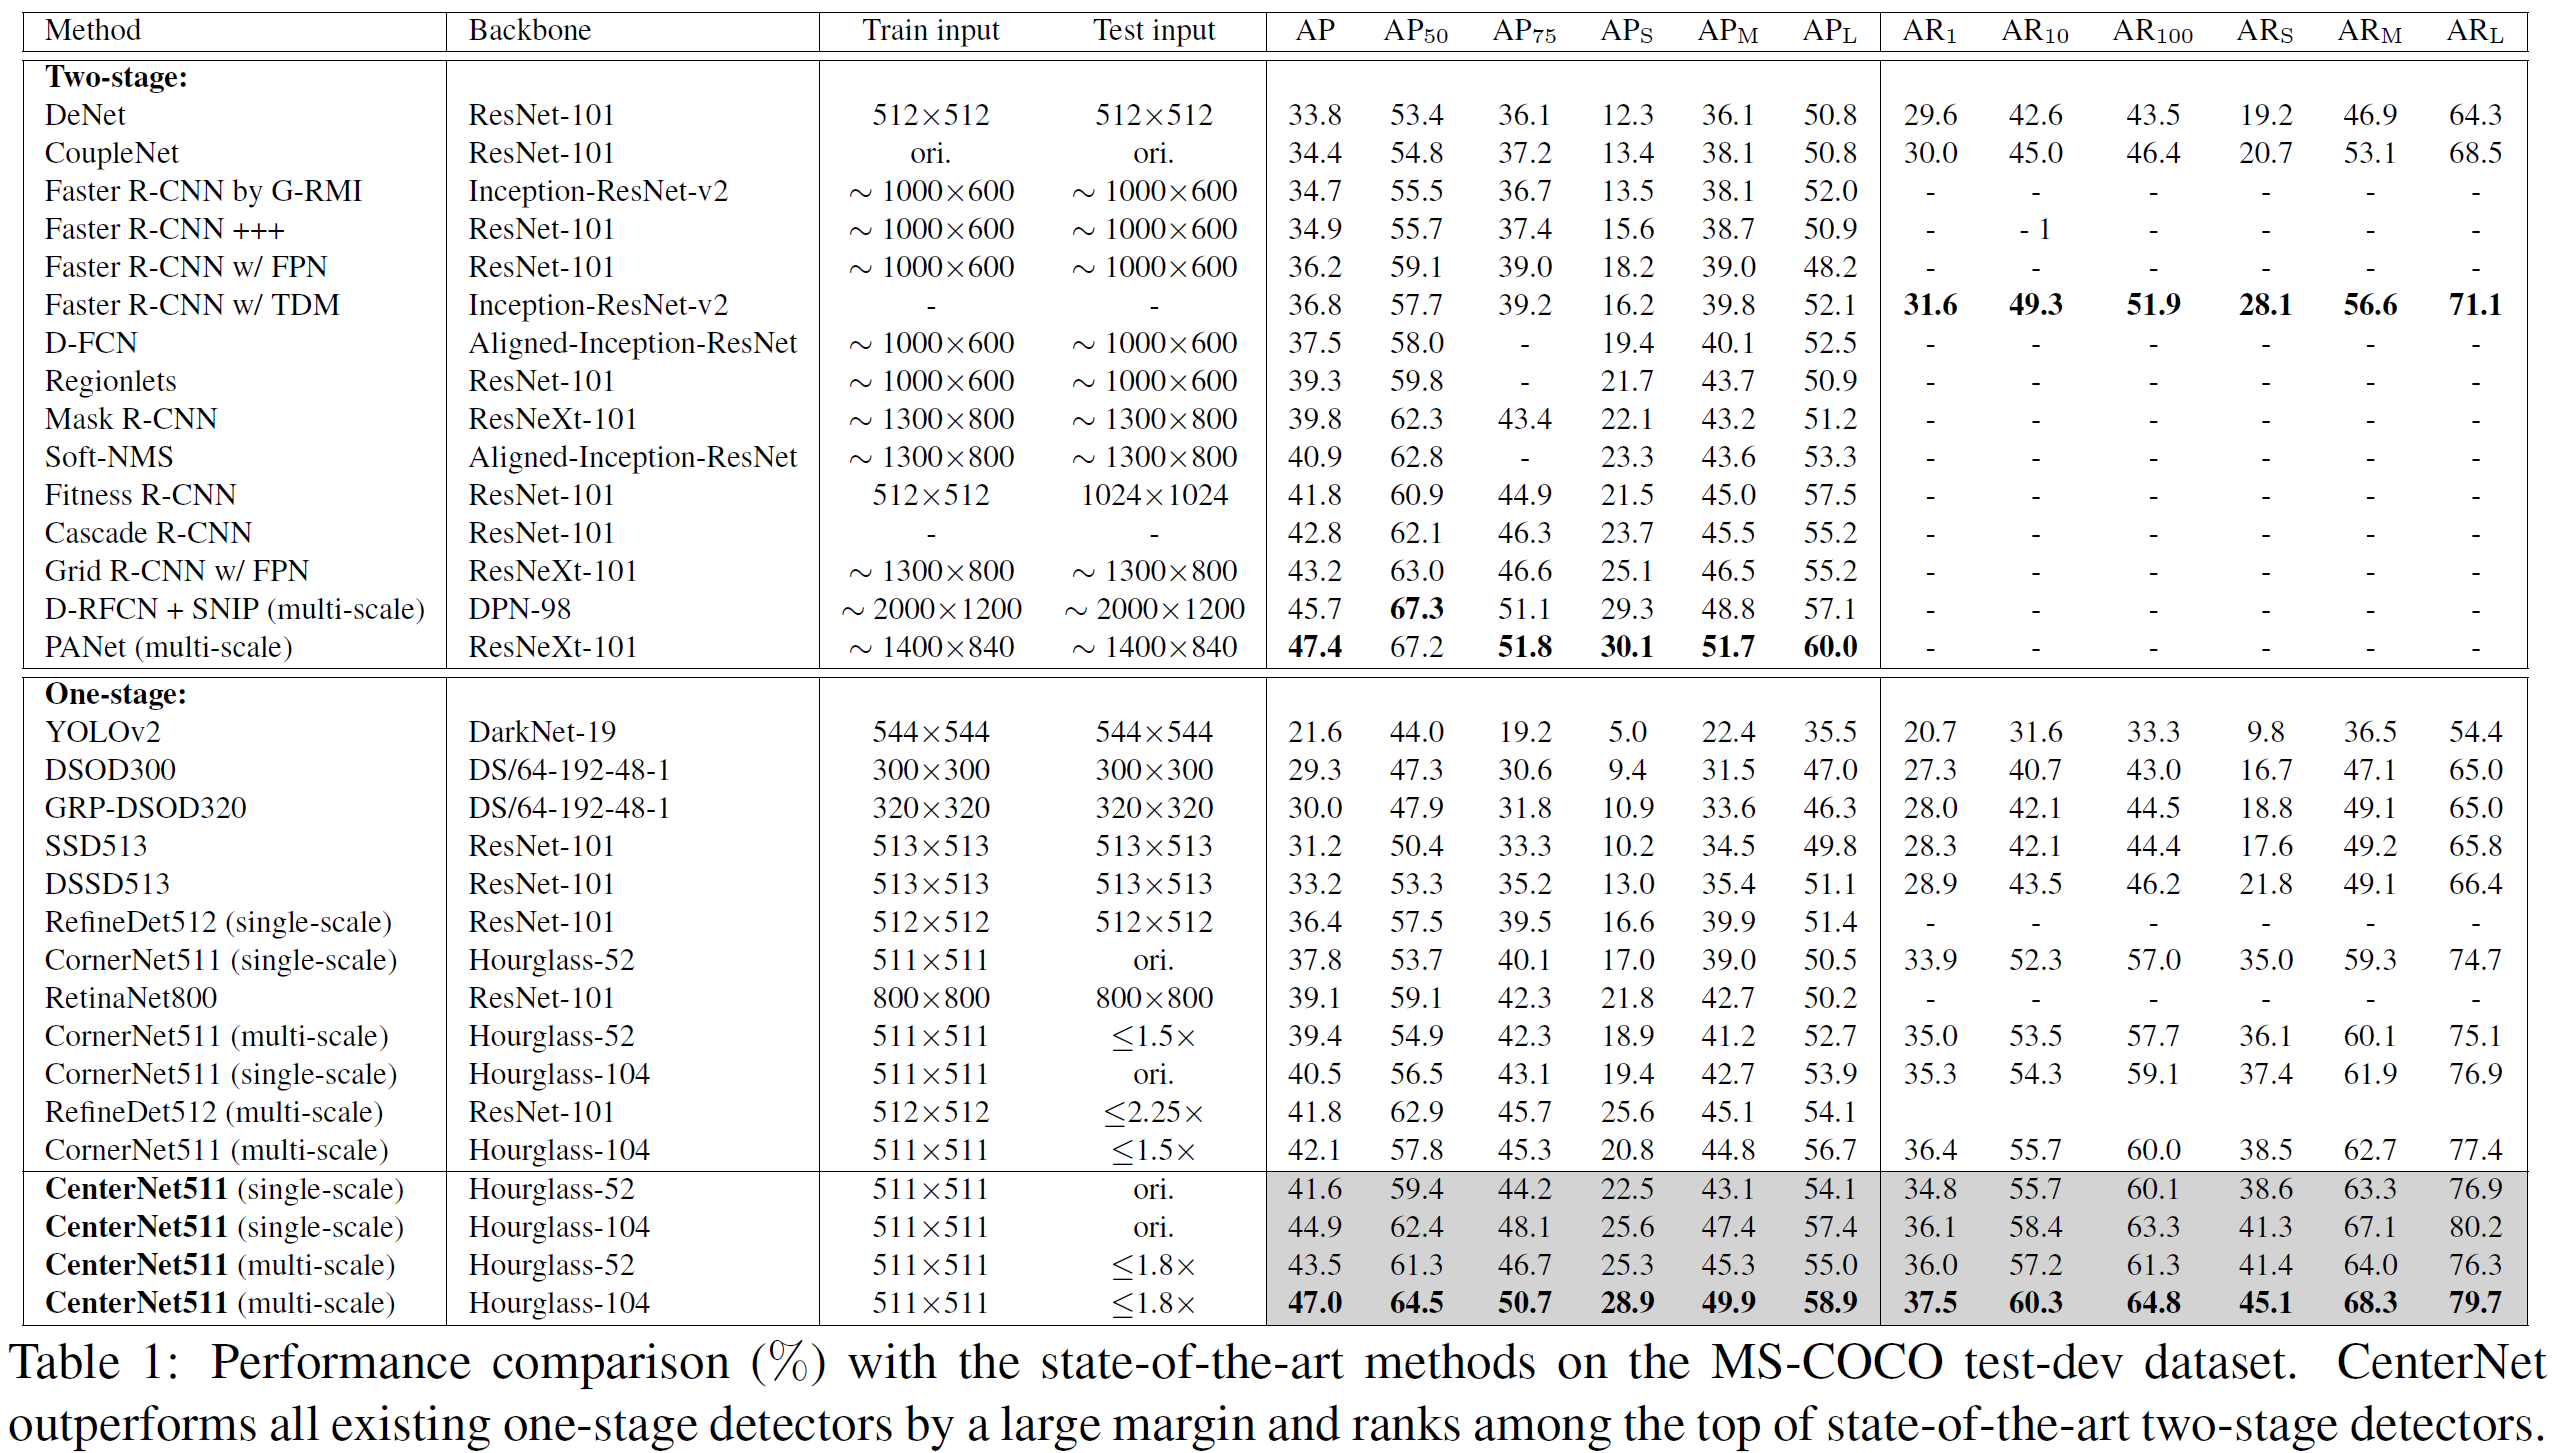 Method Backbone Train input Test input AP AP50 AP75 APS APM APL AR1 AR10 AR100 ARS ARM ARL
Two-stage:
DeNet ResNet-101 512×512 512×512 33.8 53.4 36.1 12.3 36.1 50.8 29.6 42.6 43.5 19.2 46.9 64.3
CoupleNet ResNet-101 ori. ori. 34.4 54.8 37.2 13.4 38.1 50.8 30.0 45.0 46.4 20.7 53.1 68.5
Faster R-CNN by G-RMI Inception-ResNet-v2 ~ 1000×600 ~ 1000×600 34.7 55.5 36.7 13.5 38.1 52.0 - - - - - -
Faster R-CNN +++ ResNet-101 ~ 1000×600 ~ 1000×600 34.9 55.7 37.4 15.6 38.7 50.9 - - 1 - - - -
Faster R-CNN w/ FPN ResNet-101 ~ 1000×600 ~ 1000×600 36.2 59.1 39.0 18.2 39.0 48.2 - - - - - -
Faster R-CNN w/ TDM Inception-ResNet-v2 - - 36.8 57.7 39.2 16.2 39.8 52.1 31.6 49.3 51.9 28.1 56.6 71.1
D-FCN Aligned-Inception-ResNet ~ 1000×600 ~ 1000×600 37.5 58.0 - 19.4 40.1 52.5 - - - - - -
Regionlets ResNet-101 ~ 1000×600 ~ 1000×600 39.3 59.8 - 21.7 43.7 50.9 - - - - - -
Mask R-CNN ResNeXt-101 ~ 1300×800 ~ 1300×800 39.8 62.3 43.4 22.1 43.2 51.2 - - - - - -
Soft-NMS Aligned-Inception-ResNet ~ 1300×800 ~ 1300×800 40.9 62.8 - 23.3 43.6 53.3 - - - - - -
Fitness R-CNN ResNet-101 512×512 1024×1024 41.8 60.9 44.9 21.5 45.0 57.5 - - - - - -
Cascade R-CNN ResNet-101 - - 42.8 62.1 46.3 23.7 45.5 55.2 - - - - - -
Grid R-CNN w/ FPN ResNeXt-101 ~ 1300×800 ~ 1300×800 43.2 63.0 46.6 25.1 46.5 55.2 - - - - - -
D-RFCN + SNIP (multi-scale) DPN-98 ~ 2000×1200 ~ 2000×1200 45.7 67.3 51.1 29.3 48.8 57.1 - - - - - -
PANet (multi-scale) ResNeXt-101 ~ 1400×840 ~ 1400×840 47.4 67.2 51.8 30.1 51.7 60.0 - - - - - -
One-stage:
YOLOv2 DarkNet-19 544×544 544×544 21.6 44.0 19.2 5.0 22.4 35.5 20.7 31.6 33.3 9.8 36.5 54.4
DSOD300 DS/64-192-48-1 300×300 300×300 29.3 47.3 30.6 9.4 31.5 47.0 27.3 40.7 43.0 16.7 47.1 65.0
GRP-DSOD320 DS/64-192-48-1 320×320 320×320 30.0 47.9 31.8 10.9 33.6 46.3 28.0 42.1 44.5 18.8 49.1 65.0
SSD513 ResNet-101 513×513 513×513 31.2 50.4 33.3 10.2 34.5 49.8 28.3 42.1 44.4 17.6 49.2 65.8
DSSD513 ResNet-101 513×513 513×513 33.2 53.3 35.2 13.0 35.4 51.1 28.9 43.5 46.2 21.8 49.1 66.4
RefineDet512 (single-scale) ResNet-101 512×512 512×512 36.4 57.5 39.5 16.6 39.9 51.4 - - - - - -
CornerNet511 (single-scale) Hourglass-52 511×511 ori. 37.8 53.7 40.1 17.0 39.0 50.5 33.9 52.3 57.0 35.0 59.3 74.7
RetinaNet800 ResNet-101 800×800 800×800 39.1 59.1 42.3 21.8 42.7 50.2 - - - - - -
CornerNet511 (multi-scale) Hourglass-52 511×511 ≤1.5× 39.4 54.9 42.3 18.9 41.2 52.7 35.0 53.5 57.7 36.1 60.1 75.1
CornerNet511 (single-scale) Hourglass-104 511×511 ori. 40.5 56.5 43.1 19.4 42.7 53.9 35.3 54.3 59.1 37.4 61.9 76.9
RefineDet512 (multi-scale) ResNet-101 512×512 ≤2.25× 41.8 62.9 45.7 25.6 45.1 54.1
CornerNet511 (multi-scale) Hourglass-104 511×511 ≤1.5× 42.1 57.8 45.3 20.8 44.8 56.7 36.4 55.7 60.0 38.5 62.7 77.4
CenterNet511 (single-scale) Hourglass-52 511×511 ori. 41.6 59.4 44.2 22.5 43.1 54.1 34.8 55.7 60.1 38.6 63.3 76.9
CenterNet511 (single-scale) Hourglass-104 511×511 ori. 44.9 62.4 48.1 25.6 47.4 57.4 36.1 58.4 63.3 41.3 67.1 80.2
CenterNet511 (multi-scale) Hourglass-52 511×511 ≤1.8× 43.5 61.3 46.7 25.3 45.3 55.0 36.0 57.2 61.3 41.4 64.0 76.3
CenterNet511 (multi-scale) Hourglass-104 511×511 ≤1.8× 47.0 64.5 50.7 28.9 49.9 58.9 37.5 60.3 64.8 45.1 68.3 79.7
Table 1: Performance comparison (%) with the state-of-the-art methods on the MS-COCO test-dev dataset. CenterNet
outperforms all existing one-stage detectors by a large margin and ranks among the top of state-of-the-art two-stage detectors.